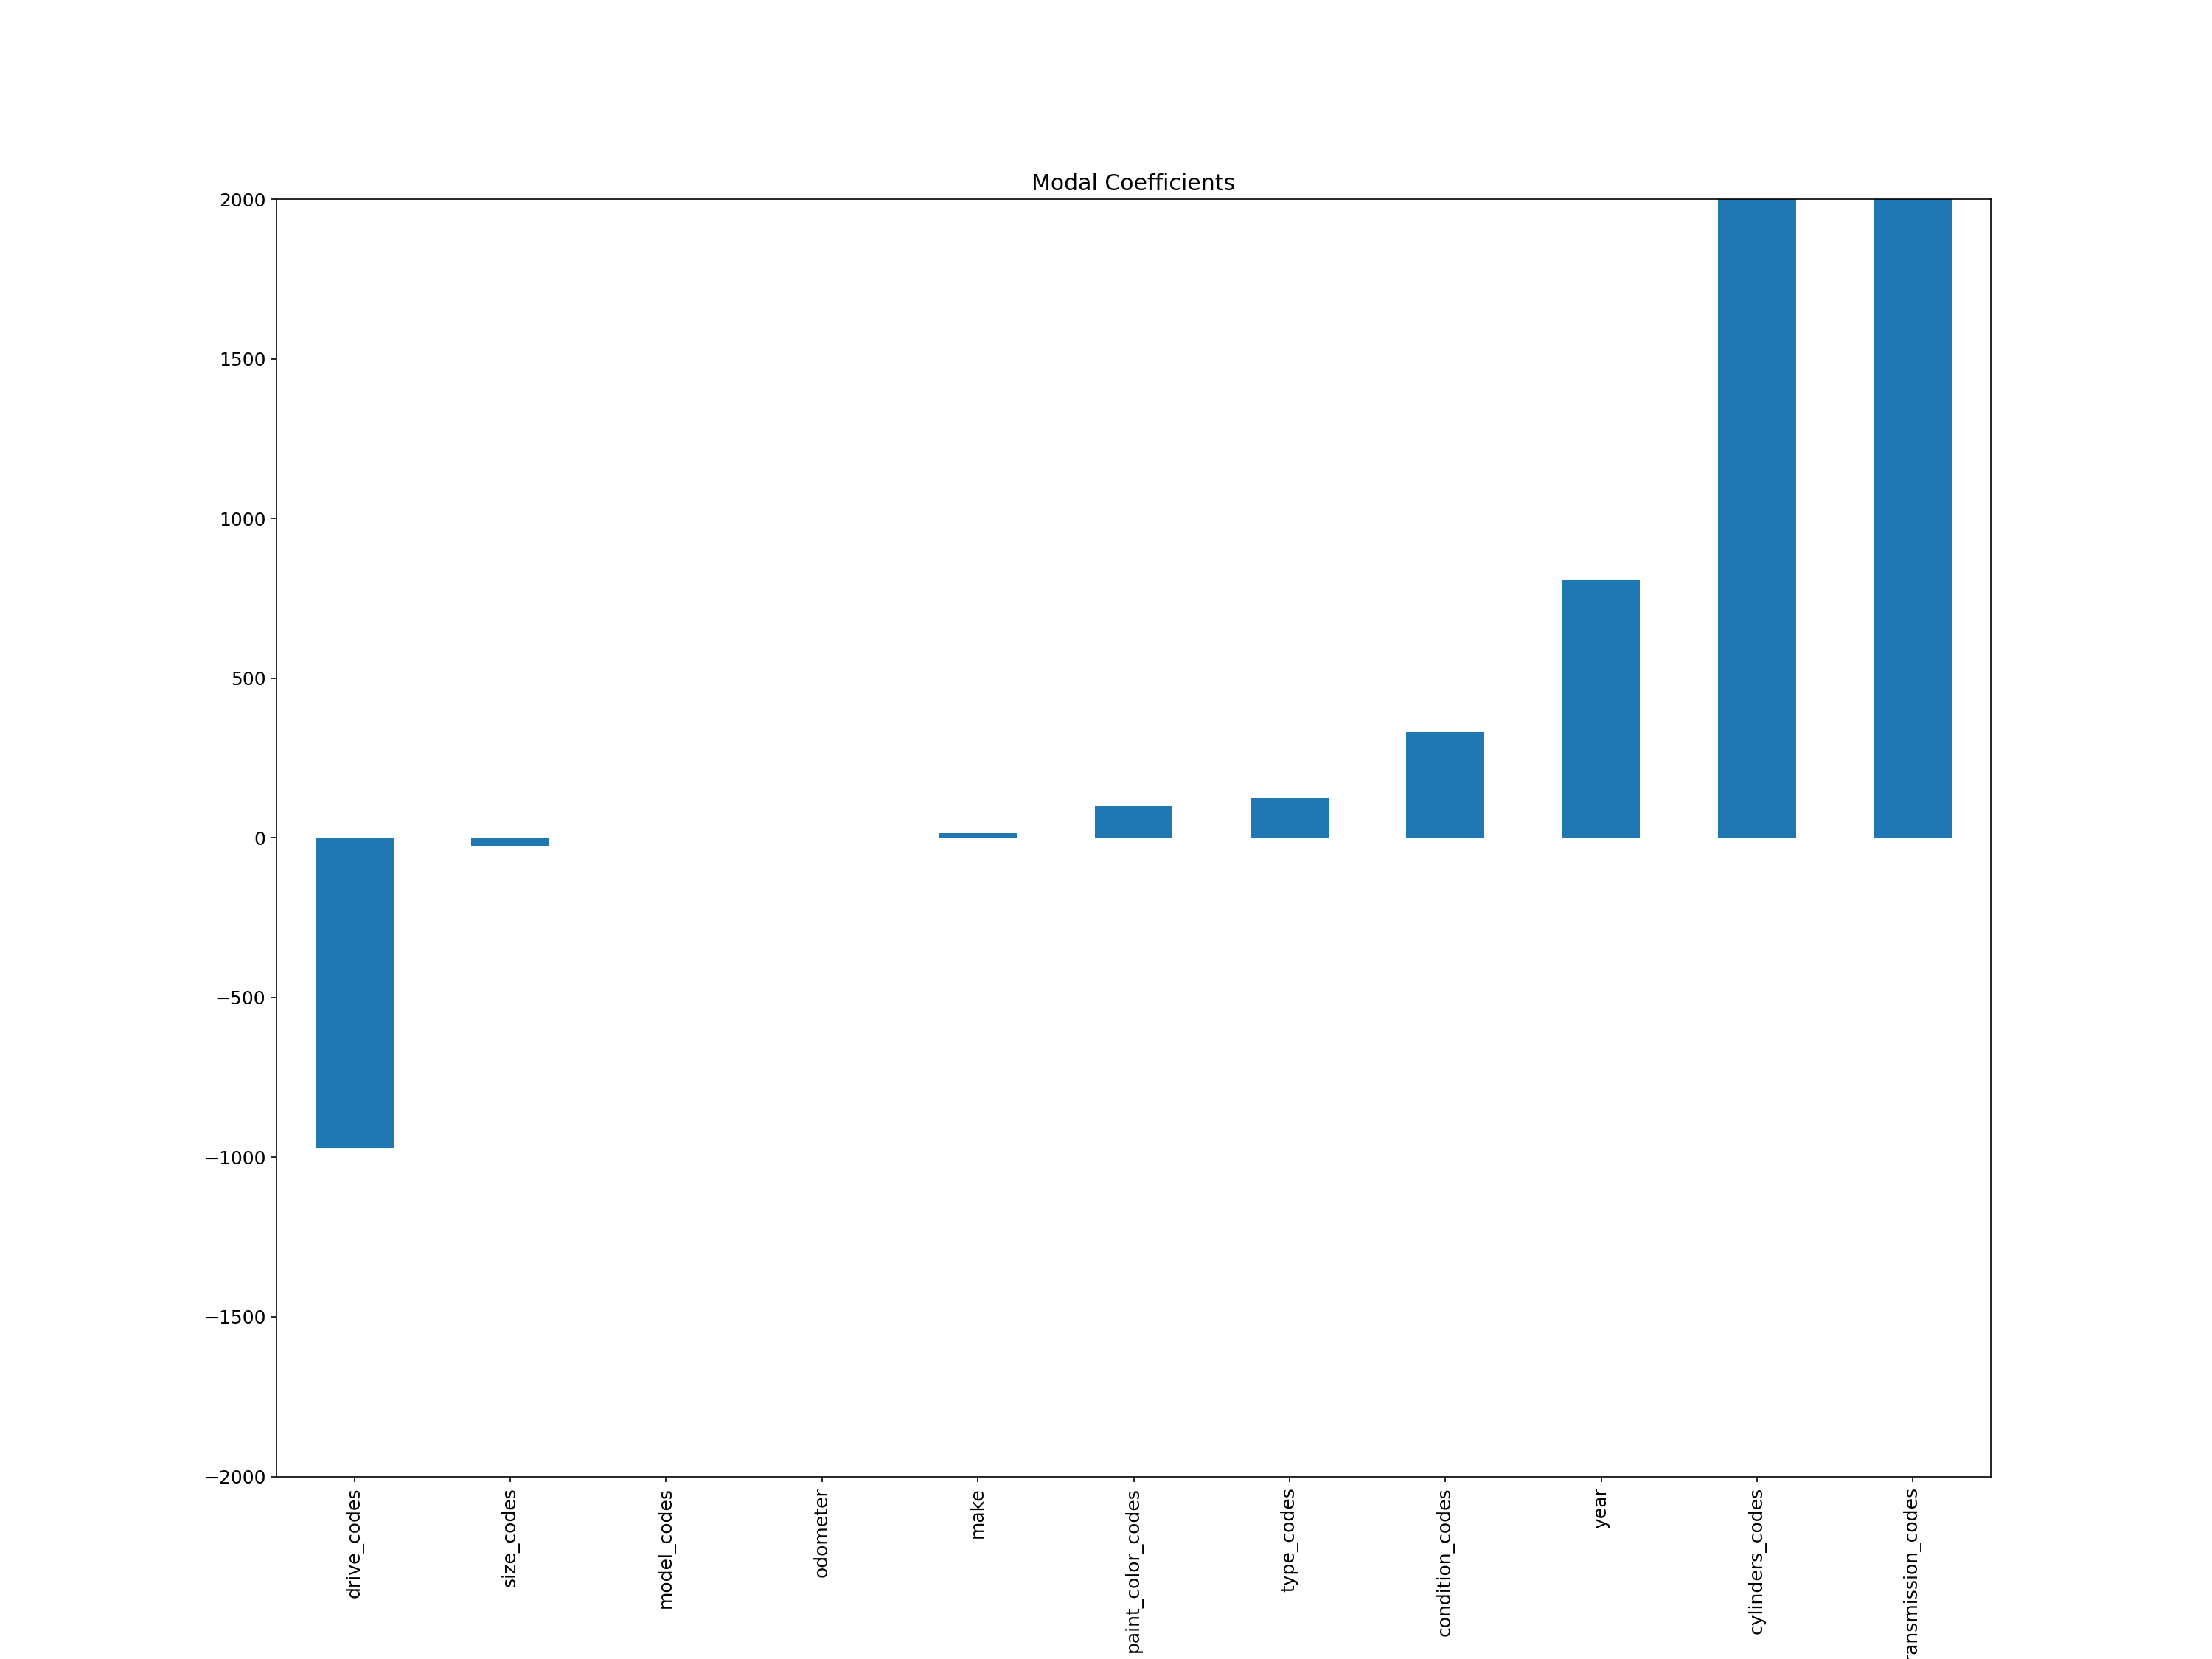 Modal Coefficients
2000
1500
1000
500
0
−500
−1000
−1500
−2000
drive_codes
size_codes
model_codes
odometer
make
paint_color_codes
type_codes
condition_codes
year
cylinders_codes
ransmission_codes